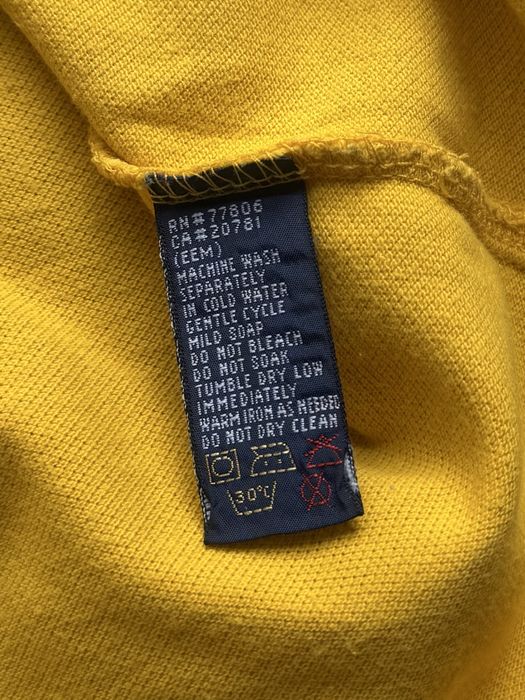 RN#77806
CA#20781
(EEM)
MACHINE WASH
SEPARATELY
IN COLD WATER
GENTLE CYCLE
MILD SOAP
DO NOT BLEACH
DO NOT SOAK
TUMBLE DRY LOW
IMMEDIATELY
WARM IRON AS NEEDED
DO NOT DRY CLEAN
30°C